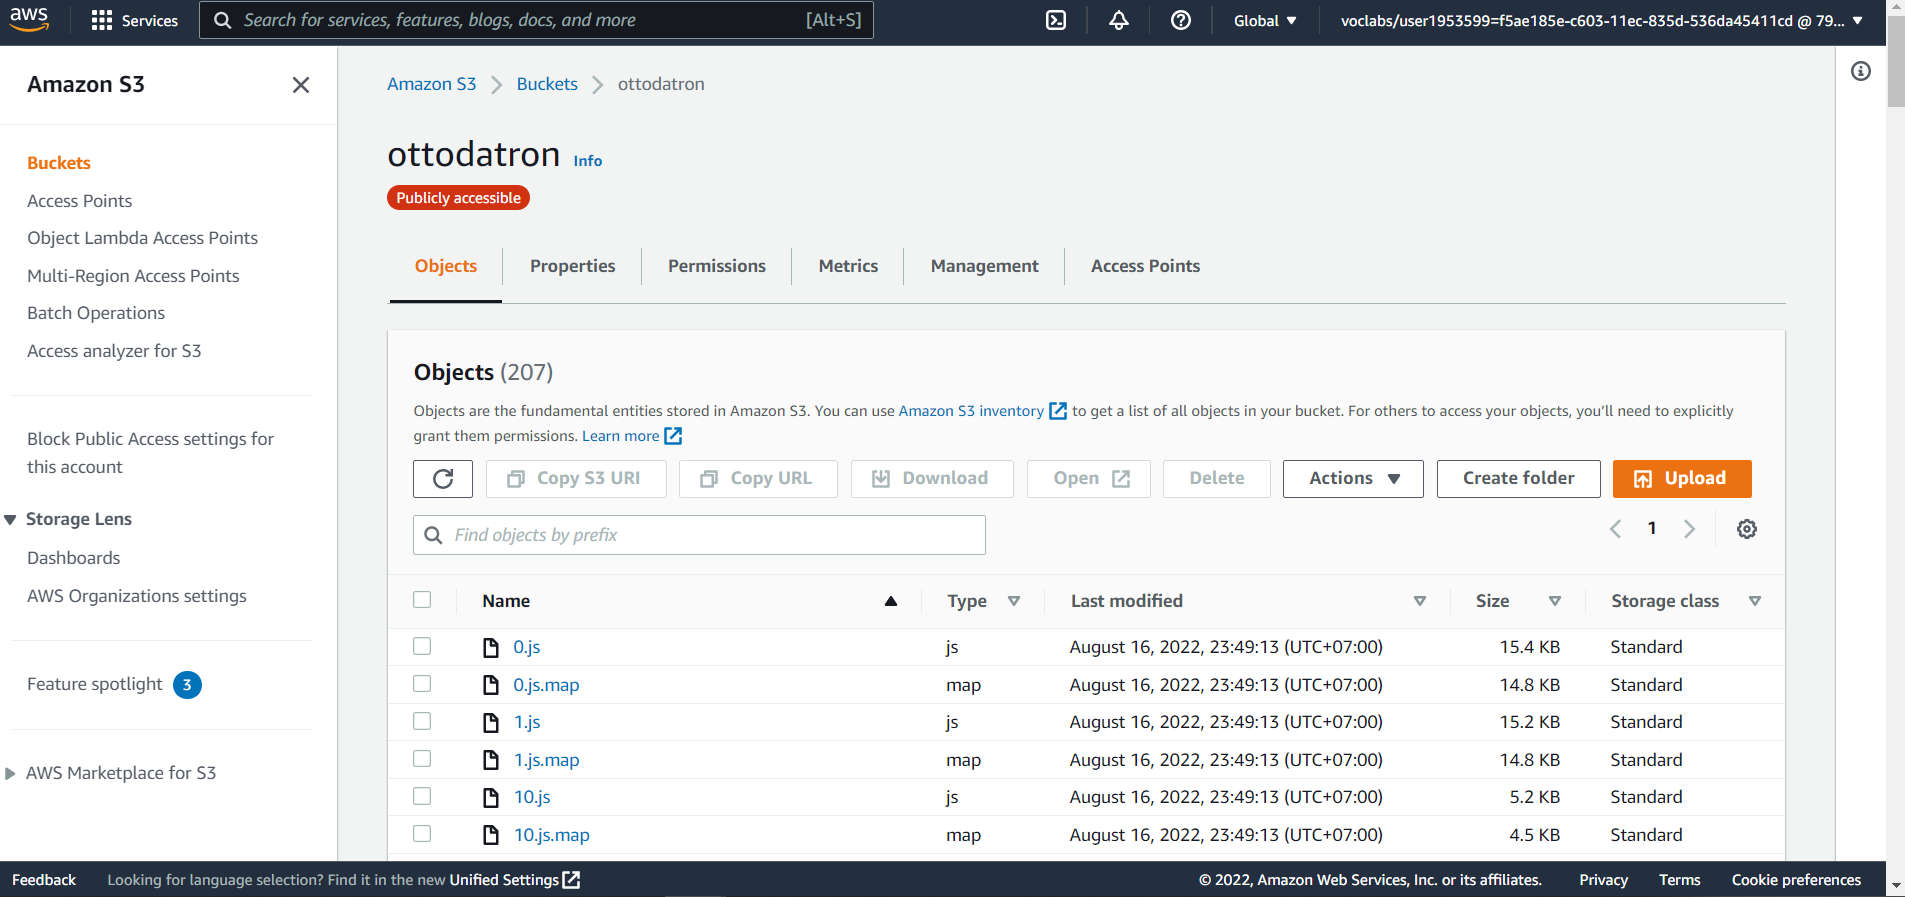 aws
Services
Search for services, features, blogs, docs, and more
[Alt+S]
Global
voclabs/user1953599=f5ae185e-c603-11ec-835d-536da45411cd @ 79...
Amazon S3
Buckets
Access Points
Object Lambda Access Points
Multi-Region Access Points
Batch Operations
Access analyzer for S3
Block Public Access settings for
this account
Storage Lens
Dashboards
AWS Organizations settings
Feature spotlight 3
AWS Marketplace for S3
Amazon S3 Buckets ottodatron
ottodatron Info
Publicly accessible
Objects Properties Permissions Metrics Management Access Points
Objects (207)
Objects are the fundamental entities stored in Amazon S3. You can use Amazon S3 inventory to get a list of all objects in your bucket. For others to access your objects, you'll need to explicitly
grant them permissions. Learn more
Copy S3 URI Copy URL Download Open Delete Actions Create folder Upload
Find objects by prefix
1
Name Type Last modified Size Storage class
0.js js August 16, 2022, 23:49:13 (UTC+07:00) 15.4 KB Standard
0.js.map map August 16, 2022, 23:49:13 (UTC+07:00) 14.8 KB Standard
1.js js August 16, 2022, 23:49:13 (UTC+07:00) 15.2 KB Standard
1.js.map map August 16, 2022, 23:49:13 (UTC+07:00) 14.8 KB Standard
10.js js August 16, 2022, 23:49:13 (UTC+07:00) 5.2 KB Standard
10.js.map map August 16, 2022, 23:49:13 (UTC+07:00) 4.5 KB Standard
Feedback Looking for language selection? Find it in the new Unified Settings © 2022, Amazon Web Services, Inc. or its affiliates. Privacy Terms Cookie preferences